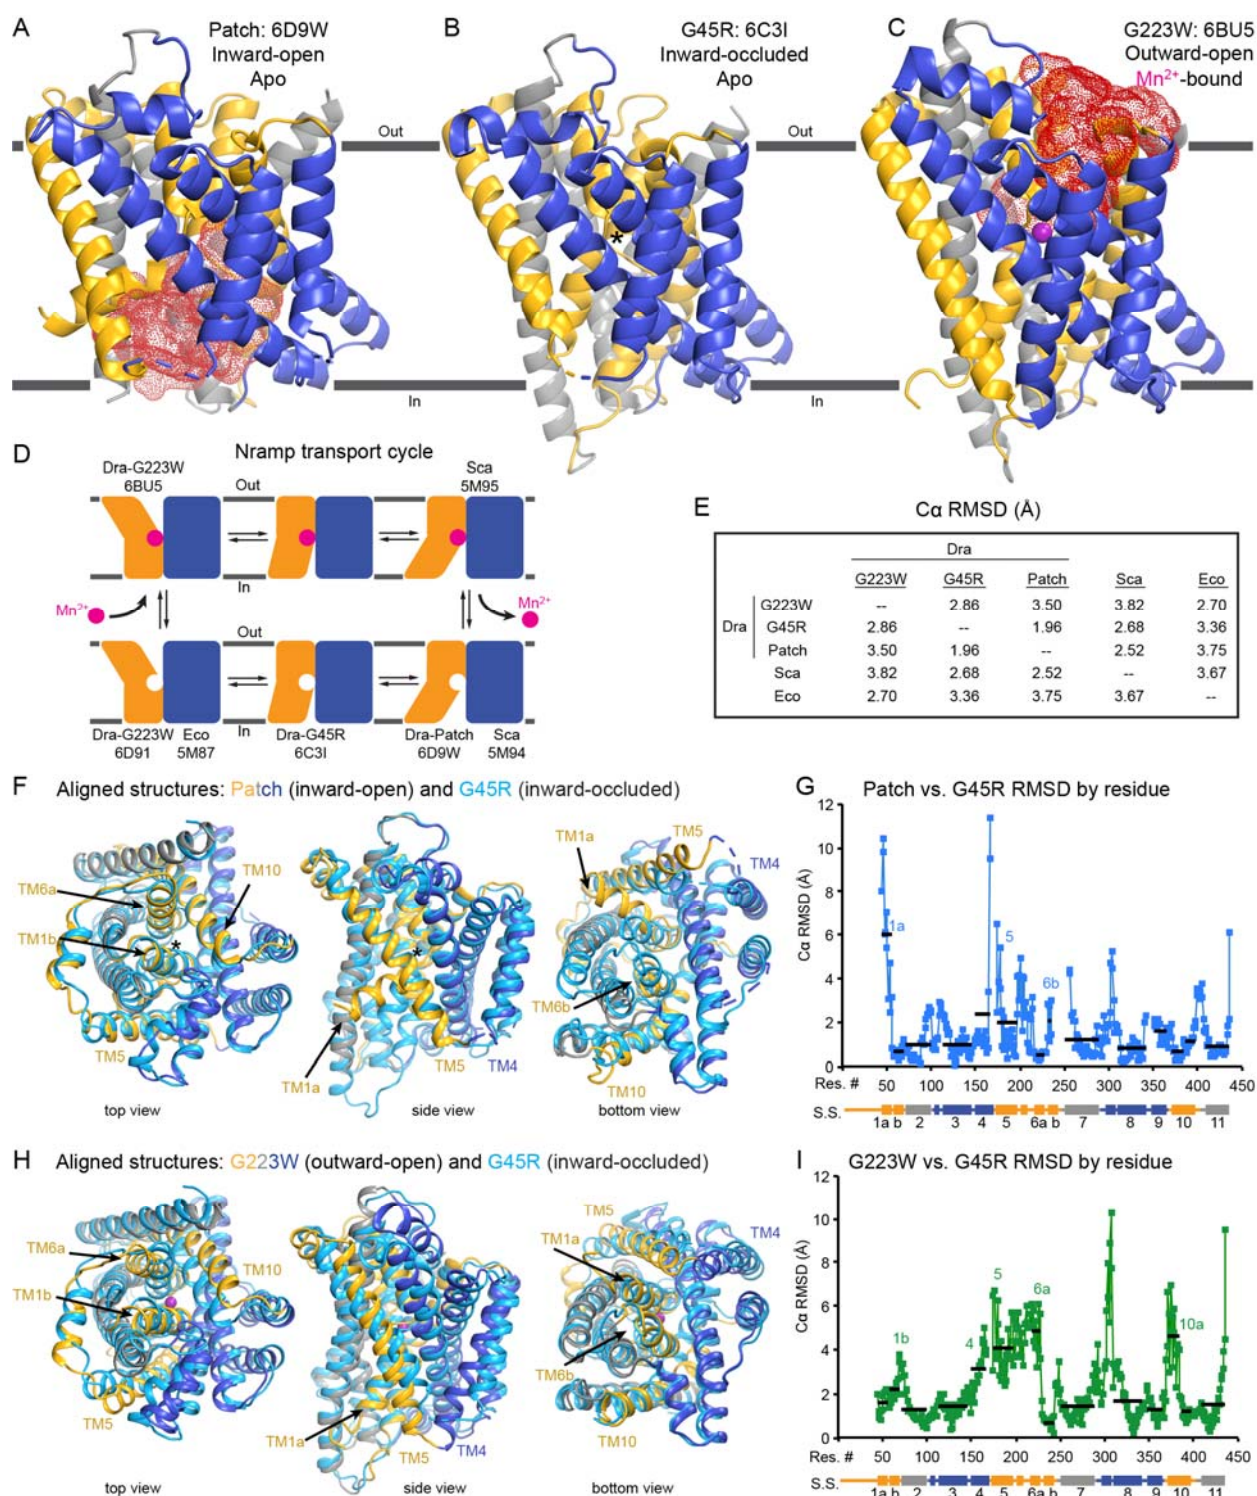 A
Patch: 6D9W
Inward-open
Apo
B
G45R: 6C3I
Inward-occluded
Apo
C
G223W: 6BU5
Outward-open
Mn2+-bound
Out
Out
*
In
In
D
Nramp transport cycle
Dra-G223W
6BU5
Out
Sca
5M95
In
Mn2+
Mn2+
Out
In
Dra-G223W
6D91
Eco
5M87
Dra-G45R
6C3I
Dra-Patch
6D9W
Sca
5M94
E
Cα RMSD (Å)
Dra
G223W G45R Patch Sca Eco
Dra
G223W -- 2.86 3.50 3.82 2.70
G45R 2.86 -- 1.96 2.68 3.36
Patch 3.50 1.96 -- 2.52 3.75
Sca 3.82 2.68 2.52 3.67
Eco 2.70 3.36 3.75 3.67 --
F Aligned structures: Patch (inward-open) and G45R (inward-occluded)
TM6a
TM10
TM1b
*
TM5
top view
*
TM1a
TM5
TM4
side view
TM1a
TM5
TM4
TM6b
TM10
bottom view
G Patch vs. G45R RMSD by residue
Cα RMSD (Å)
12
10
8
6
4
2
0
1a
5
6b
Res. # 50 100 150 200 250 300 350 400 450
S.S.
1a b 2 3 4 5 6a b 7 8 9 10 11
H Aligned structures: G223W (outward-open) and G45R (inward-occluded)
TM6a
TM10
TM1b
TM5
top view
TM1a
TM5
TM4
side view
TM5
TM1a
TM4
TM6b
TM10
bottom view
I G223W vs. G45R RMSD by residue
Cα RMSD (Å)
12
10
8
6
4
2
0
1b
4
5
6a
10a
Res. # 50 100 150 200 250 300 350 400 450
S.S.
1a b 2 3 4 5 6a b 7 8 9 10 11